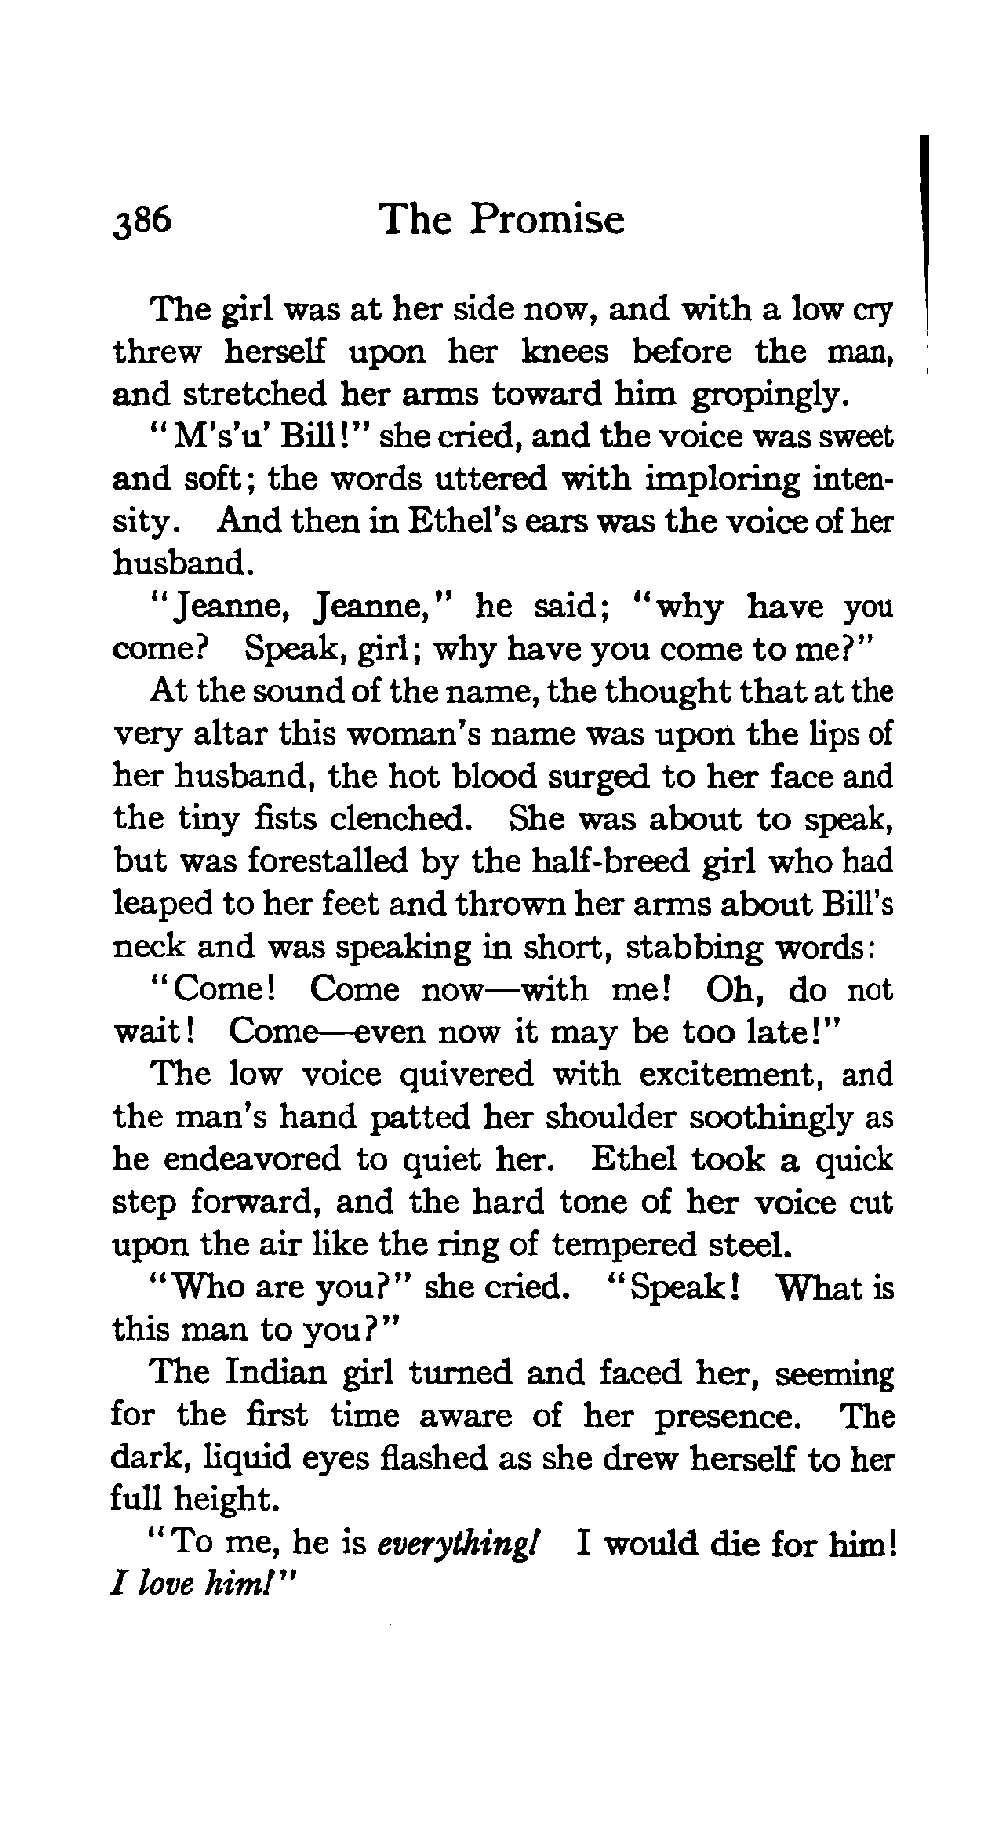 386 The Promise
The girl was at her side now, and with a low cry
threw herself upon her knees before the man,
and stretched her arms toward him gropingly.
"M's'u' Bill!" she cried, and the voice was sweet
and soft; the words uttered with imploring inten-
sity. And then in Ethel's ears was the voice of her
husband.
"Jeanne, Jeanne," he said; "why have you
come? Speak, girl; why have you come to me?"
At the sound of the name, the thought that at the
very altar this woman's name was upon the lips of
her husband, the hot blood surged to her face and
the tiny fists clenched. She was about to speak,
but was forestalled by the half-breed girl who had
leaped to her feet and thrown her arms about Bill's
neck and was speaking in short, stabbing words:
"Come! Come now—with me! Oh, do not
wait! Come—even now it may be too late!"
The low voice quivered with excitement, and
the man's hand patted her shoulder soothingly as
he endeavored to quiet her. Ethel took a quick
step forward, and the hard tone of her voice cut
upon the air like the ring of tempered steel.
"Who are you?" she cried. "Speak! What is
this man to you?"
The Indian girl turned and faced her, seeming
for the first time aware of her presence. The
dark, liquid eyes flashed as she drew herself to her
full height.
"To me, he is everything! I would die for him!
I love him!"